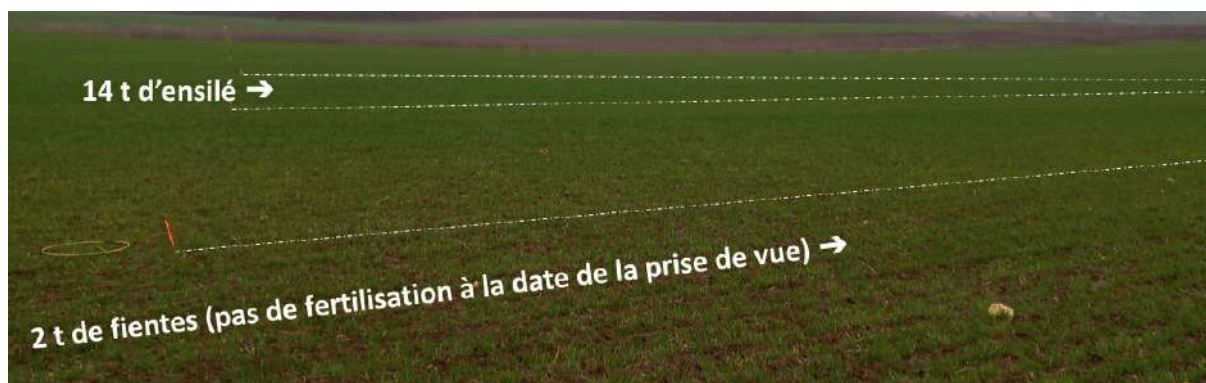 14 t d’ensilé ➔
2 t de fientes (pas de fertilisation à la date de la prise de vue) ➔